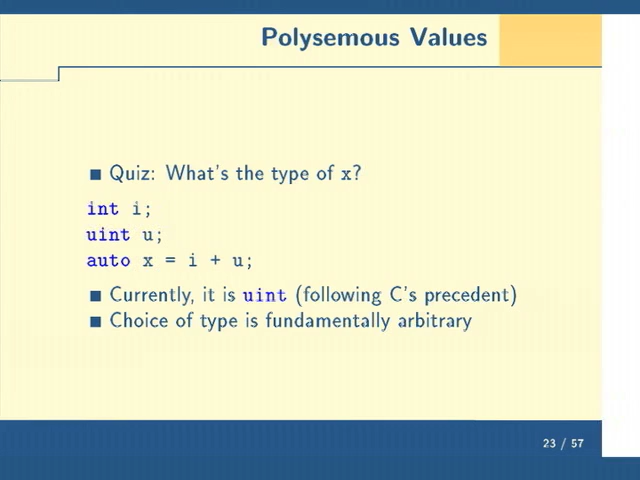 Polysemous Values
Quiz: What's the type of x?
int i;
uint u;
auto x = i + u;
Currently, it is uint (following C's precedent)
Choice of type is fundamentally arbitrary
23 / 57